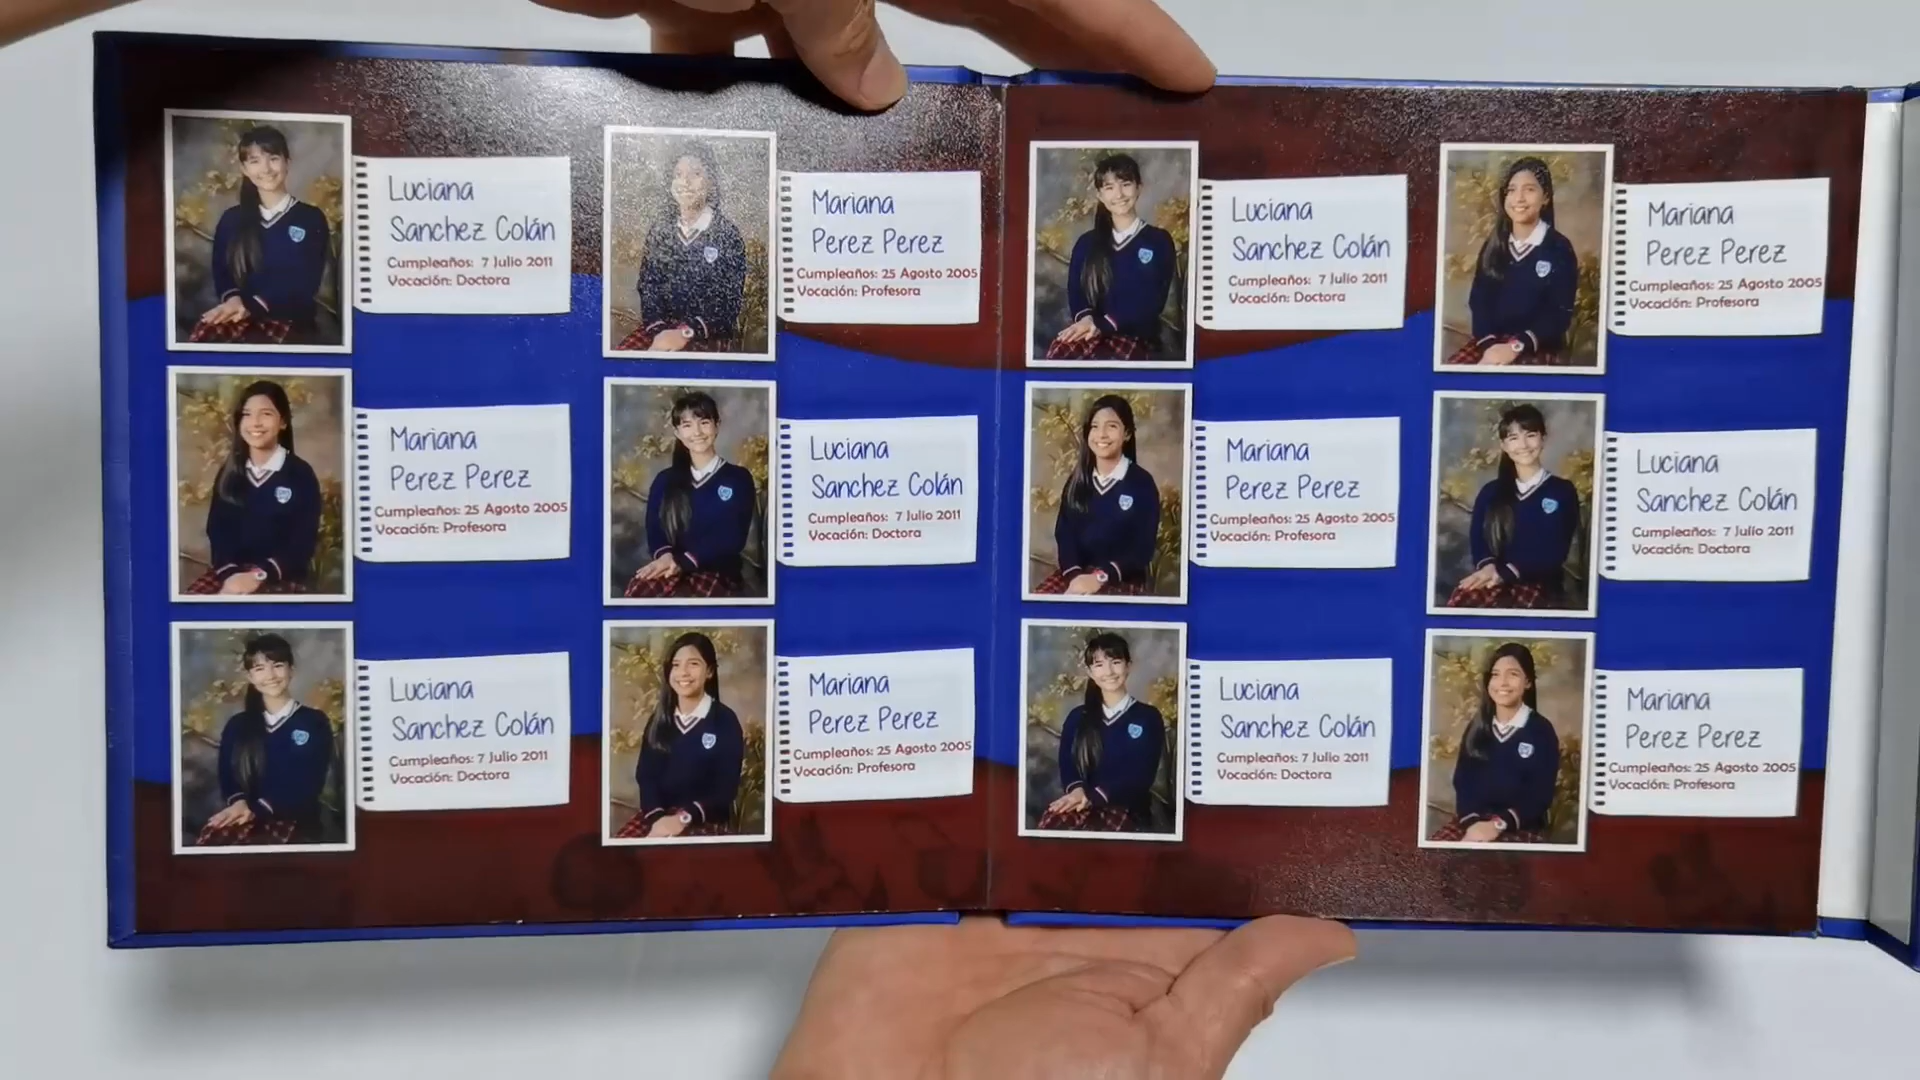 Luciana
Sanchez Colán
Cumpleaños: 7 Julio 2011
Vocación: Doctora
Mariana
Perez Perez
Cumpleaños: 25 Agosto 2005
Vocación: Profesora
Luciana
Sanchez Colán
Cumpleaños: 7 Julio 2011
Vocación: Doctora
Mariana
Perez Perez
Cumpleaños: 25 Agosto 2005
Vocación: Profesora
Mariana
Perez Perez
Cumpleaños: 25 Agosto 2005
Vocación: Profesora
Luciana
Sanchez Colán
Cumpleaños: 7 Julio 2011
Vocación: Doctora
Mariana
Perez Perez
Cumpleaños: 25 Agosto 2005
Vocación: Profesora
Luciana
Sanchez Colán
Cumpleaños: 7 Julio 2011
Vocación: Doctora
Luciana
Sanchez Colán
Cumpleaños: 7 Julio 2011
Vocación: Doctora
Mariana
Perez Perez
Cumpleaños: 25 Agosto 2005
Vocación: Profesora
Luciana
Sanchez Colán
Cumpleaños: 7 Julio 2011
Vocación: Doctora
Mariana
Perez Perez
Cumpleaños: 25 Agosto 2005
Vocación: Profesora